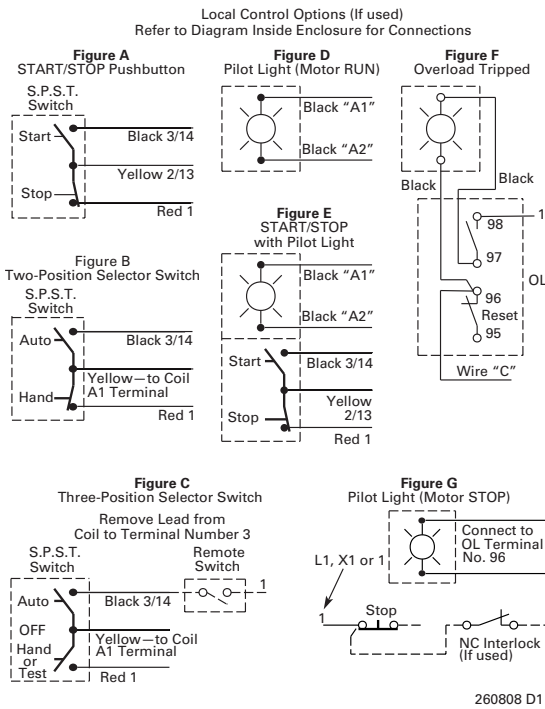 Local Control Options (If used)
Refer to Diagram Inside Enclosure for Connections
Figure A
START/STOP Pushbutton
S.P.S.T.
Switch
Start
Black 3/14
Yellow 2/13
Stop
Red 1
Figure D
Pilot Light (Motor RUN)
Black “A1”
Black “A2”
Figure F
Overload Tripped
Black
Black
1
98
97
OL
96
Reset
95
Wire “C”
Figure B
Two-Position Selector Switch
S.P.S.T.
Switch
Auto
Black 3/14
Yellow—to Coil
A1 Terminal
Hand
Red 1
Figure E
START/STOP
with Pilot Light
Black “A1”
Black “A2”
Start
Black 3/14
Yellow
2/13
Stop
Red 1
Figure C
Three-Position Selector Switch
Remove Lead from
Coil to Terminal Number 3
S.P.S.T.
Switch
Remote
Switch
1
Auto
Black 3/14
OFF
Yellow—to Coil
A1 Terminal
Hand
or
Test
Red 1
Figure G
Pilot Light (Motor STOP)
Connect to
OL Terminal
No. 96
L1, X1 or 1
1
Stop
NC Interlock
(If used)
260808 D1